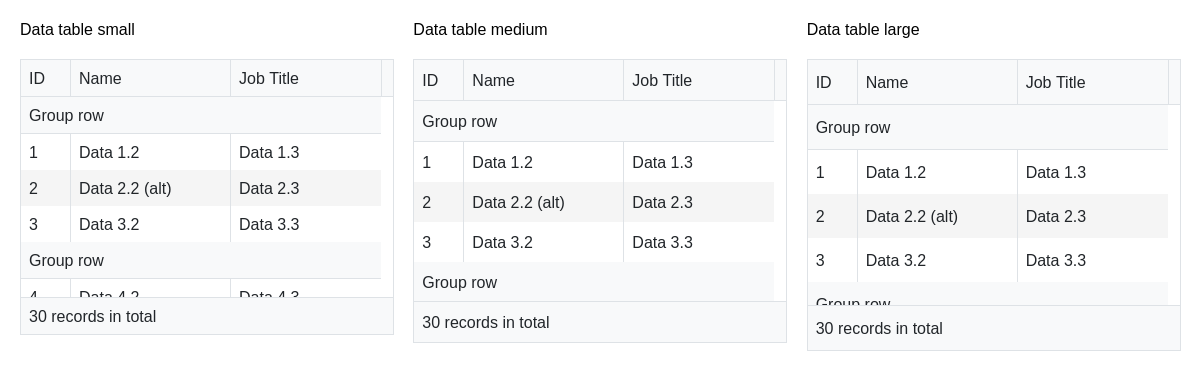 Data table small
ID Name Job Title
Group row
1 Data 1.2 Data 1.3
2 Data 2.2 (alt) Data 2.3
3 Data 3.2 Data 3.3
Group row
4 Data 4.2 Data 4.3
30 records in total
Data table medium
ID Name Job Title
Group row
1 Data 1.2 Data 1.3
2 Data 2.2 (alt) Data 2.3
3 Data 3.2 Data 3.3
Group row
30 records in total
Data table large
ID Name Job Title
Group row
1 Data 1.2 Data 1.3
2 Data 2.2 (alt) Data 2.3
3 Data 3.2 Data 3.3
Group row
30 records in total